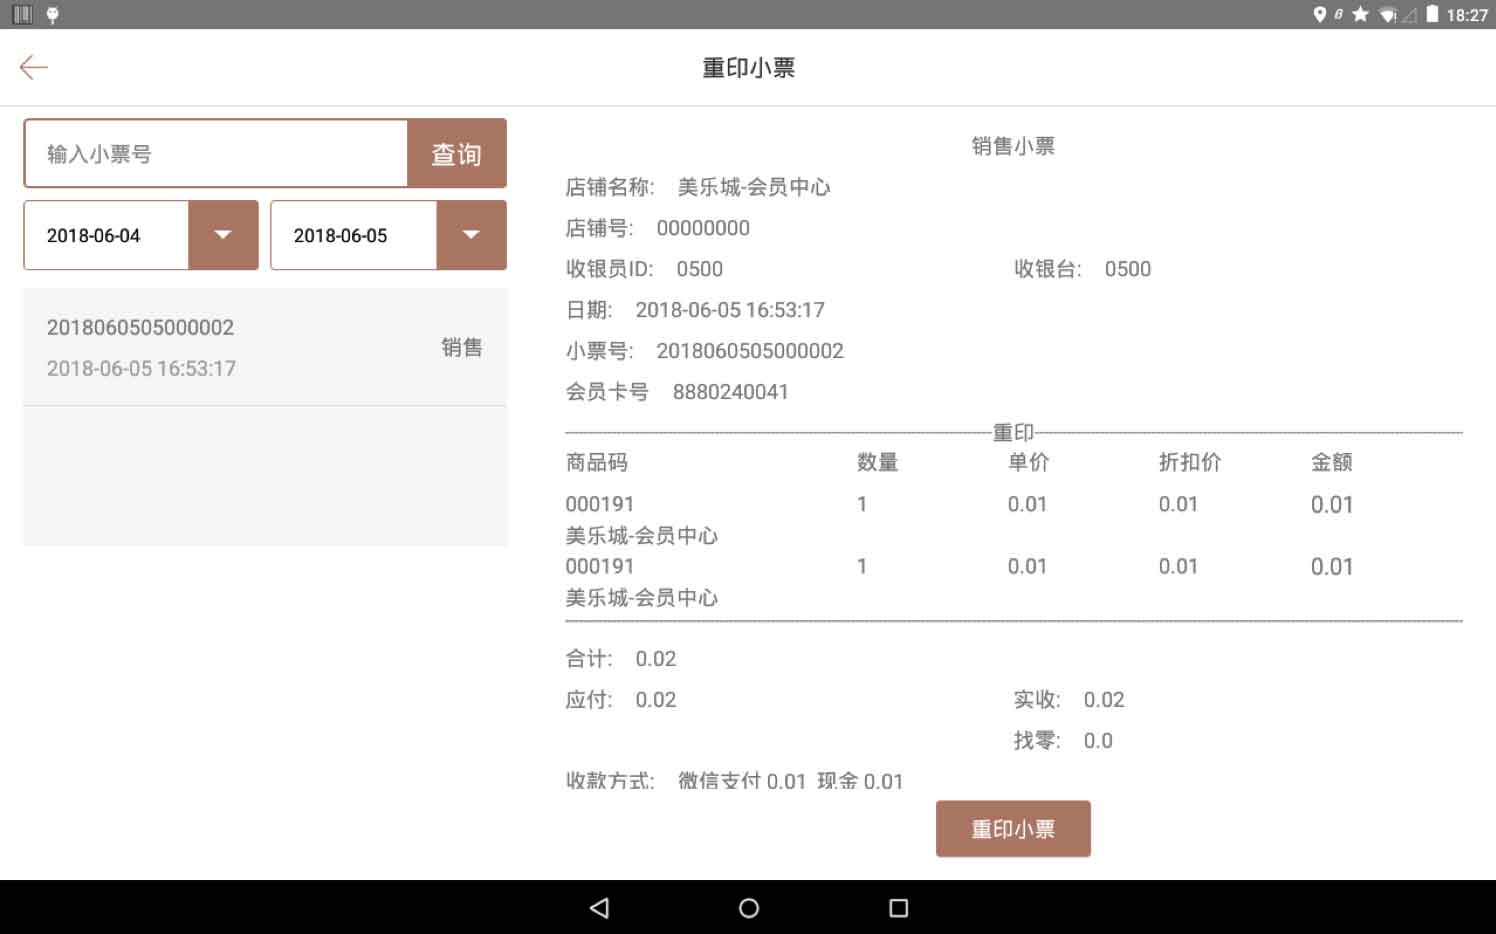 18:27
重印小票
输入小票号 查询
2018-06-04 2018-06-05
2018060505000002
销售
2018-06-05 16:53:17
销售小票
店铺名称: 美乐城-会员中心
店铺号: 00000000
收银员ID: 0500 收银台: 0500
日期: 2018-06-05 16:53:17
小票号: 2018060505000002
会员卡号 8880240041
重印
商品码 数量 单价 折扣价 金额
000191 1 0.01 0.01 0.01
美乐城-会员中心
000191 1 0.01 0.01 0.01
美乐城-会员中心
合计: 0.02
应付: 0.02 实收: 0.02
找零: 0.0
收款方式: 微信支付 0.01 现金 0.01
重印小票